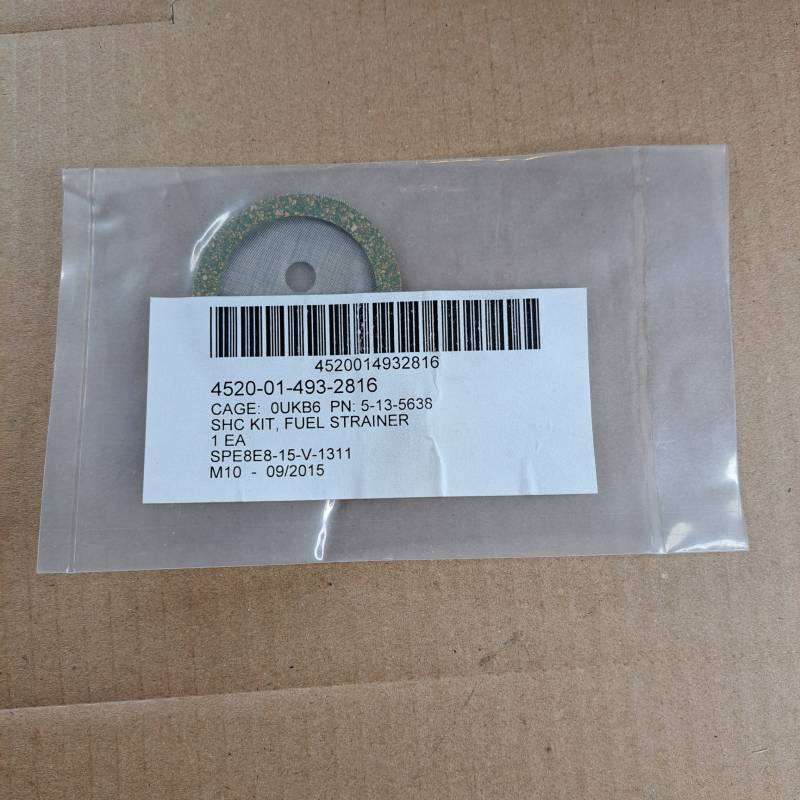 4520014932816
4520-01-493-2816
CAGE: 0UKB6 PN: 5-13-5638
SHC KIT, FUEL STRAINER
1 EA
SPE8E8-15-V-1311
M10 - 09/2015